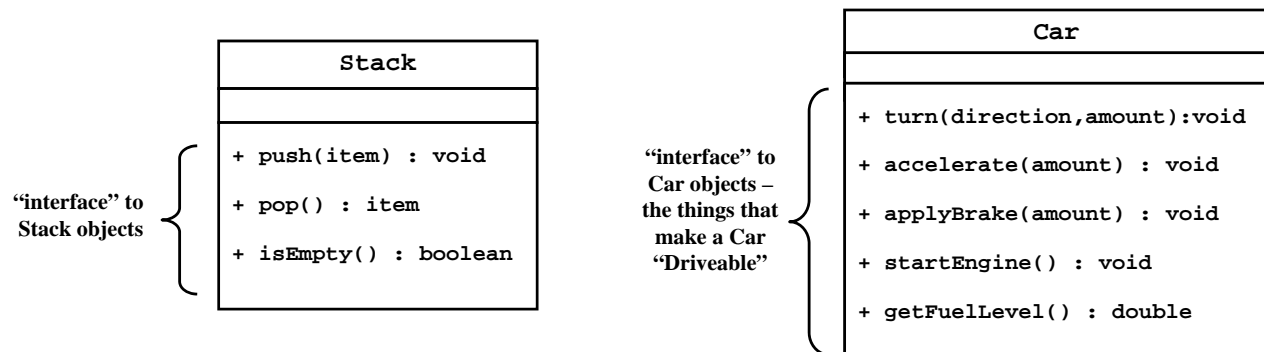 Stack
+ push(item) : void
+ pop() : item
+ isEmpty() : boolean
“interface” to
Stack objects
Car
+ turn(direction,amount):void
+ accelerate(amount) : void
+ applyBrake(amount) : void
+ startEngine() : void
+ getFuelLevel() : double
“interface” to
Car objects –
the things that
make a Car
“Driveable”